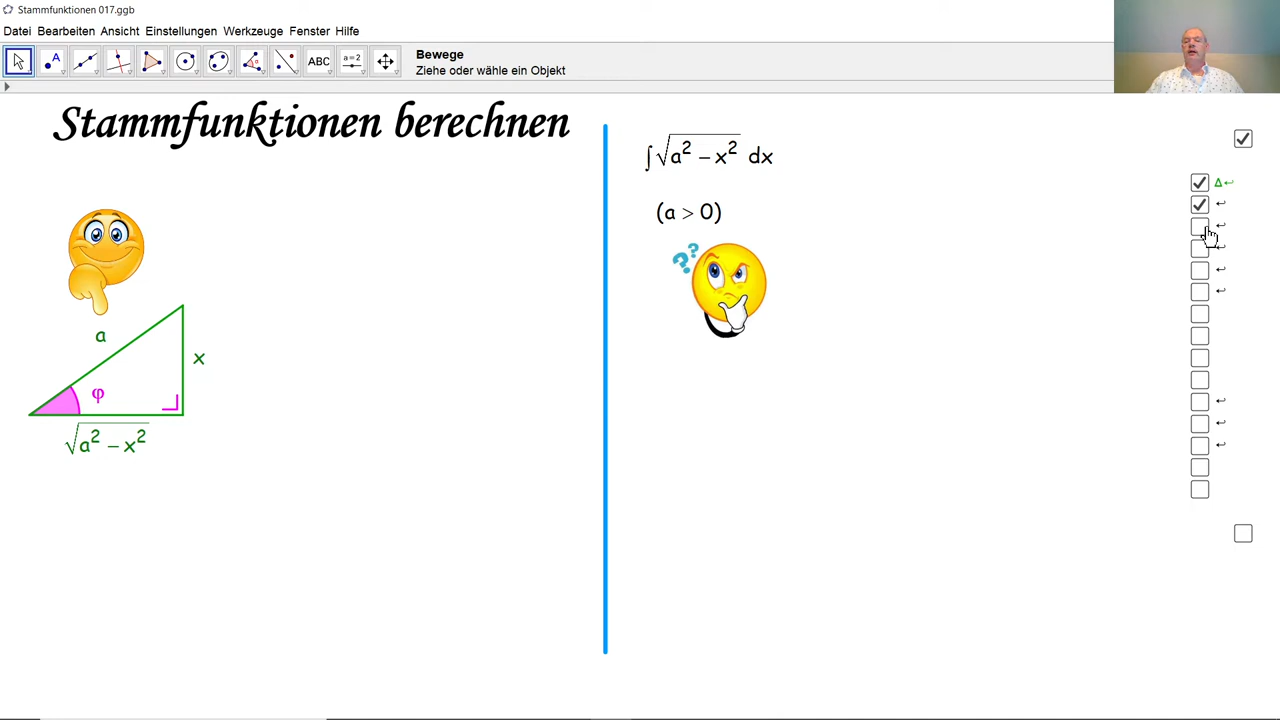 Stammfunktionen 017.ggb
Datei Bearbeiten Ansicht Einstellungen Werkzeuge Fenster Hilfe
A
ABC
a=2
Bewege
Ziehe oder wähle ein Objekt
Stammfunktionen berechnen
∫√(a² – x²) dx
(a > 0)
??
a
x
φ
√(a² – x²)
Δ